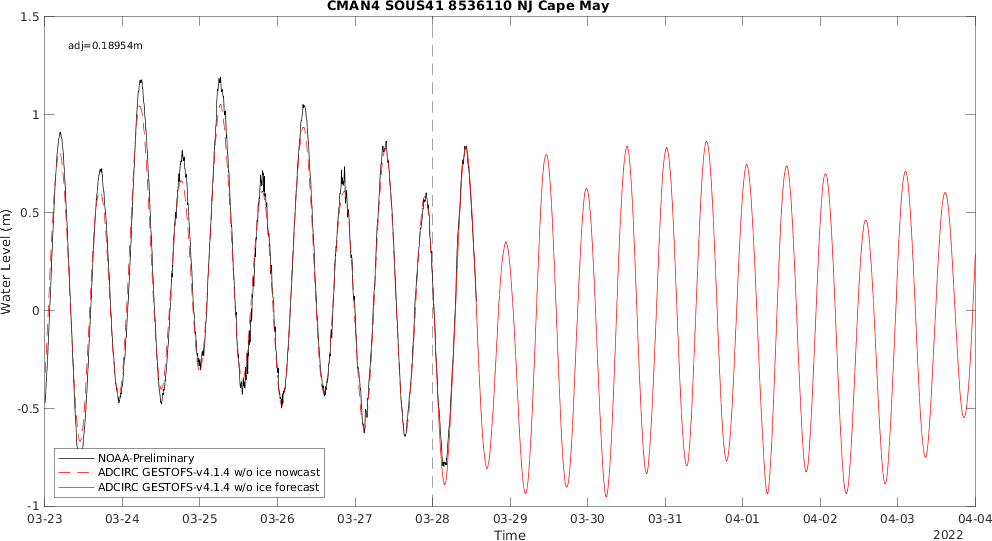 CMAN4 SOUS41 8536110 NJ Cape May
adj=0.18954m
Water Level (m)
1.5
1
0.5
0
-0.5
-1
NOAA-Preliminary
ADCIRC GESTOFS-v4.1.4 w/o ice nowcast
ADCIRC GESTOFS-v4.1.4 w/o ice forecast
03-23 03-24 03-25 03-26 03-27 03-28 03-29 03-30 03-31 04-01 04-02 04-03 04-04
Time
2022